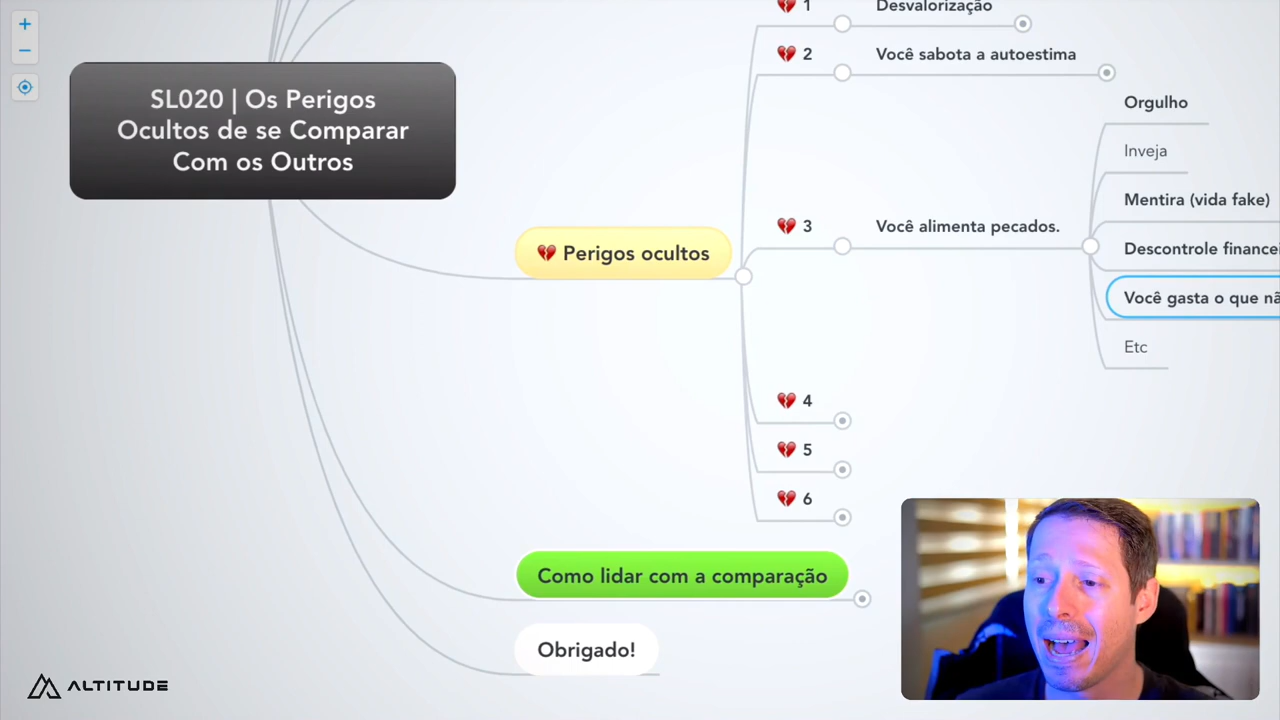 SL020 | Os Perigos
Ocultos de se Comparar
Com os Outros
💔 Perigos ocultos
💔 1
Desvalorização
💔 2
Você sabota a autoestima
💔 3
Você alimenta pecados.
Orgulho
Inveja
Mentira (vida fake)
Descontrole finance
Você gasta o que nã
Etc
💔 4
💔 5
💔 6
Como lidar com a comparação
Obrigado!
ALTITUDE